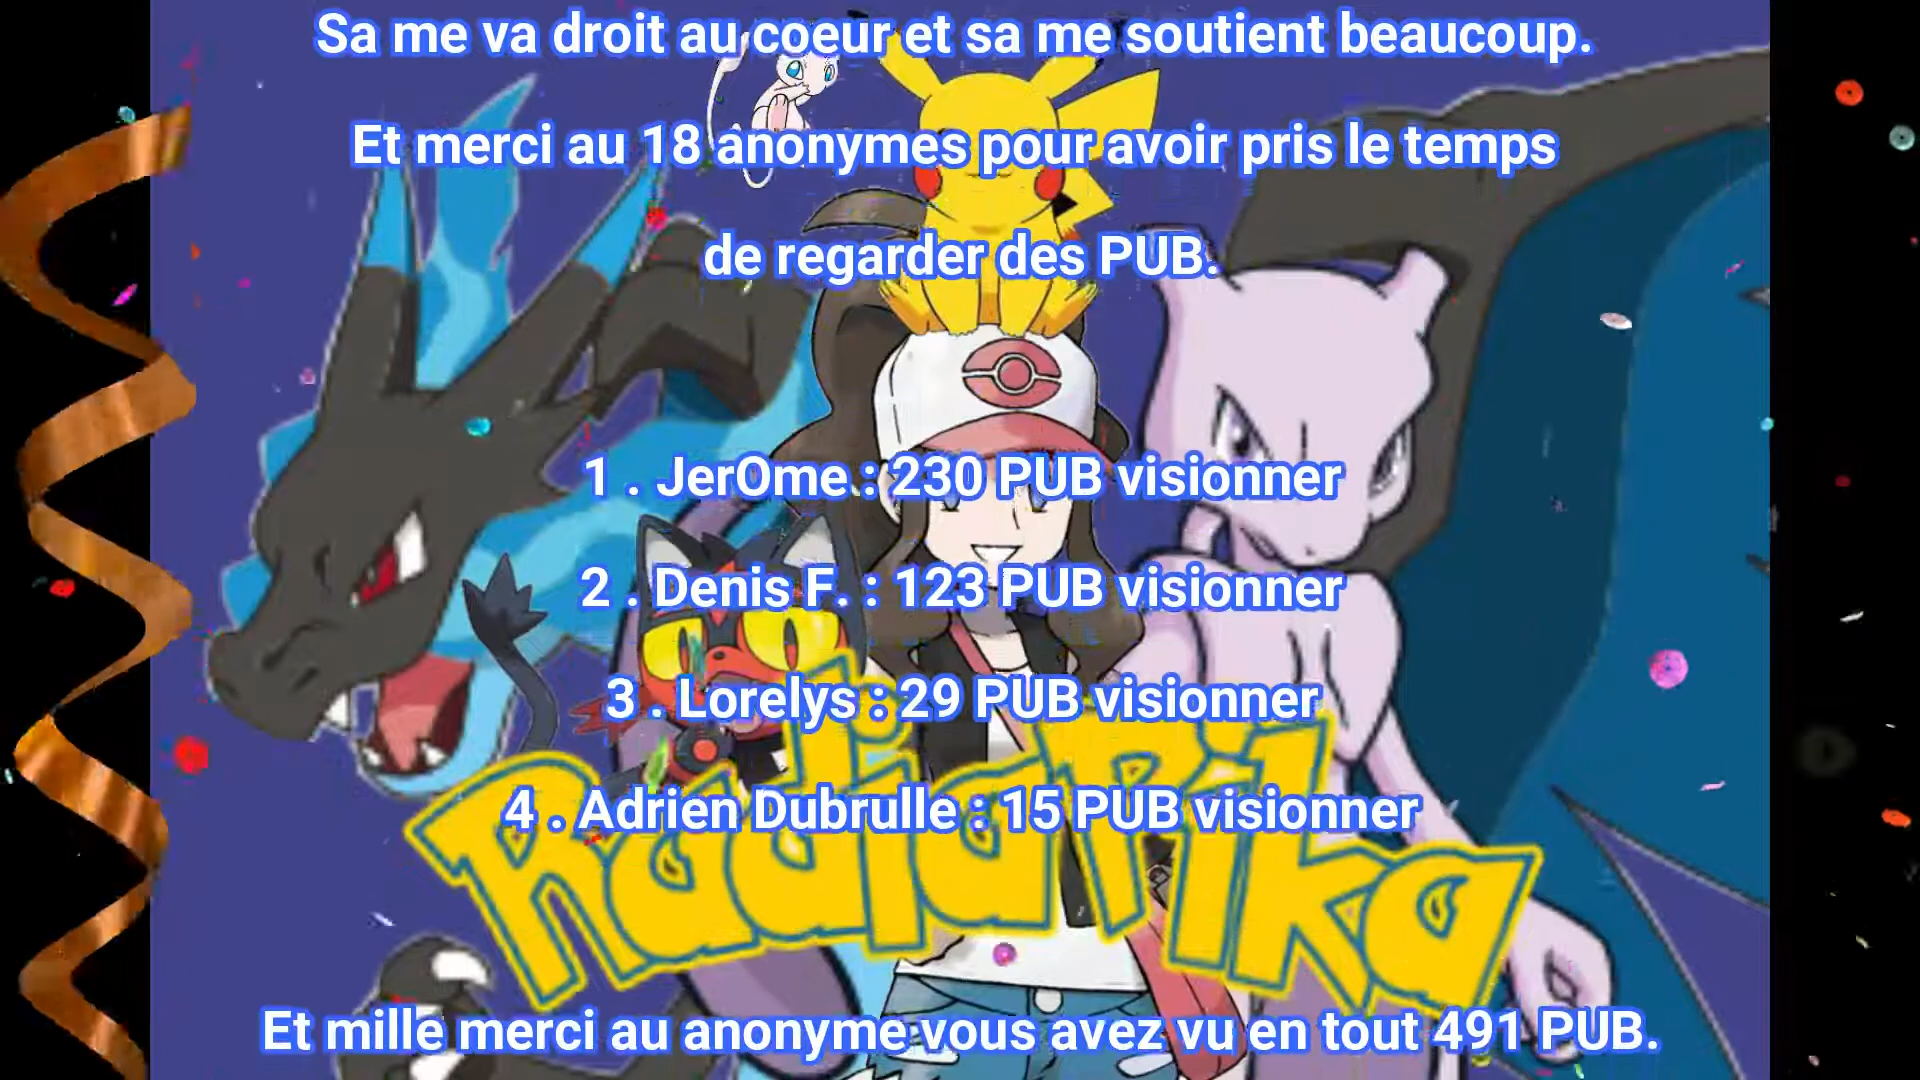 Sa me va droit au coeur et sa me soutient beaucoup.
Et merci au 18 anonymes pour avoir pris le temps
de regarder des PUB.
1 . JerOme : 230 PUB visionner
2 . Denis F. : 123 PUB visionner
3 . Lorelys : 29 PUB visionner
4 . Adrien Dubrulle : 15 PUB visionner
RadiaPika
Et mille merci au anonyme vous avez vu en tout 491 PUB.